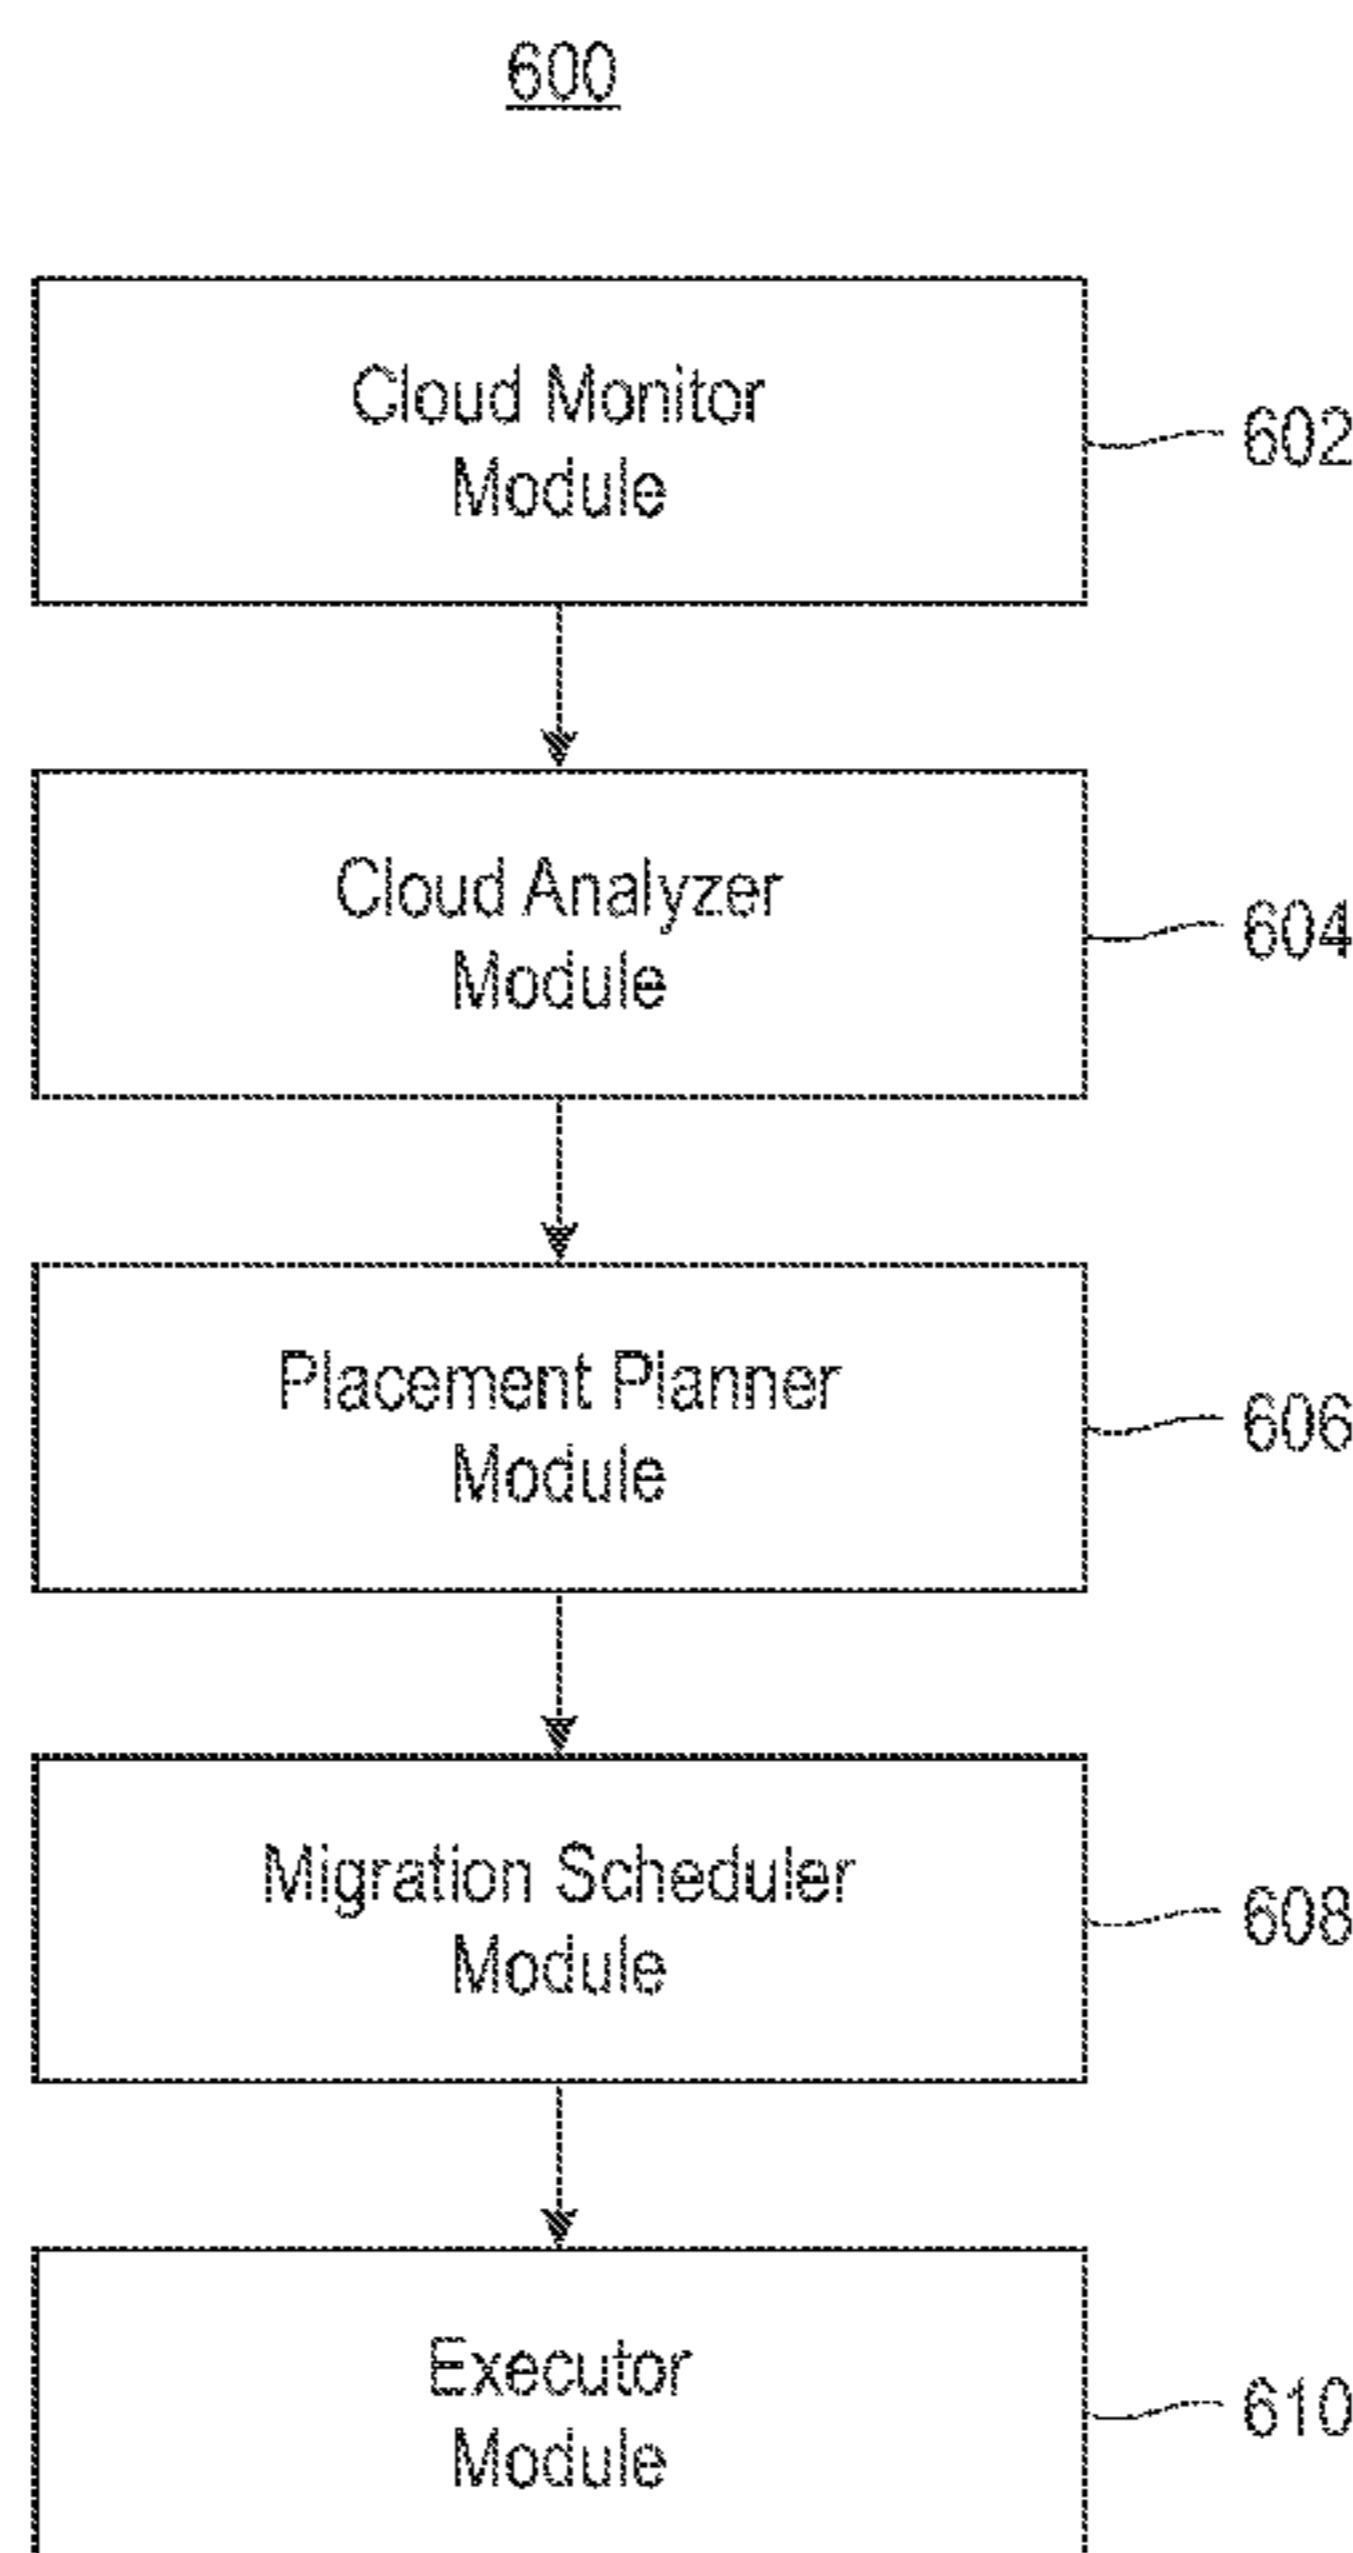 600
Cloud Monitor
Module
602
Cloud Analyzer
Module
604
Placement Planner
Module
606
Migration Scheduler
Module
608
Executor
Module
610